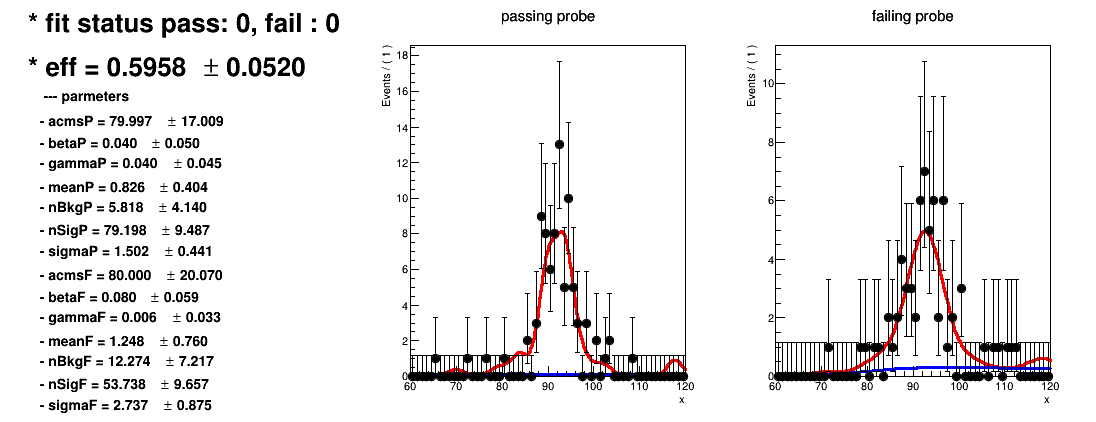 * fit status pass: 0, fail : 0
* eff = 0.5958 ± 0.0520
--- parmeters
- acmsP = 79.997 ± 17.009
- betaP = 0.040 ± 0.050
- gammaP = 0.040 ± 0.045
- meanP = 0.826 ± 0.404
- nBkgP = 5.818 ± 4.140
- nSigP = 79.198 ± 9.487
- sigmaP = 1.502 ± 0.441
- acmsF = 80.000 ± 20.070
- betaF = 0.080 ± 0.059
- gammaF = 0.006 ± 0.033
- meanF = 1.248 ± 0.760
- nBkgF = 12.274 ± 7.217
- nSigF = 53.738 ± 9.657
- sigmaF = 2.737 ± 0.875
passing probe
Events / ( 1 )
18
16
14
12
10
8
6
4
2
0
60 70 80 90 100 110 120
x
failing probe
Events / ( 1 )
10
8
6
4
2
0
60 70 80 90 100 110 120
x